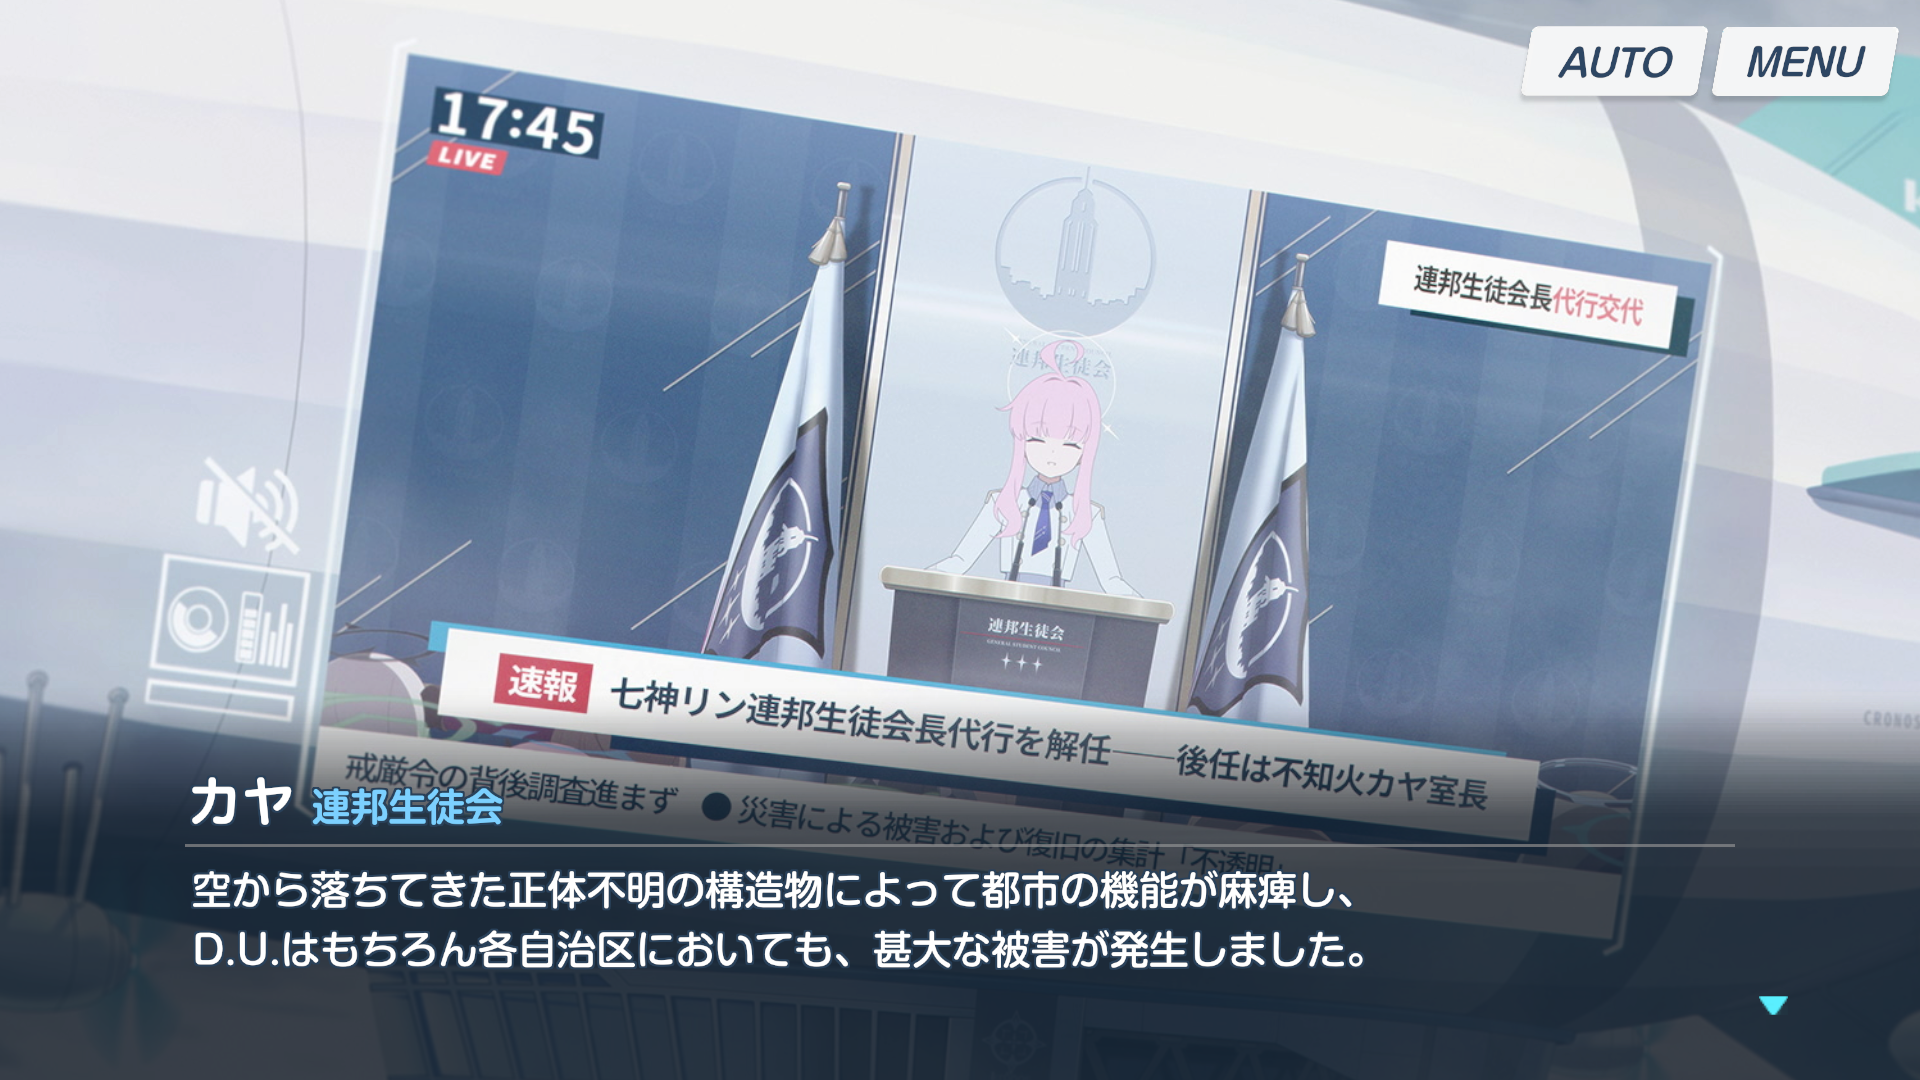 AUTO
MENU
17:45
LIVE
連邦生徒会長代行交代
連邦生徒会
連邦生徒会
GENERAL STUDENT COUNCIL
速報 七神リン連邦生徒会長代行を解任──後任は不知火カヤ室長
戒厳令の背後調査進まず ●災害による被害および復旧の集計「不透明」
CRONOS
カヤ 連邦生徒会
空から落ちてきた正体不明の構造物によって都市の機能が麻痺し、
D.U.はもちろん各自治区においても、甚大な被害が発生しました。